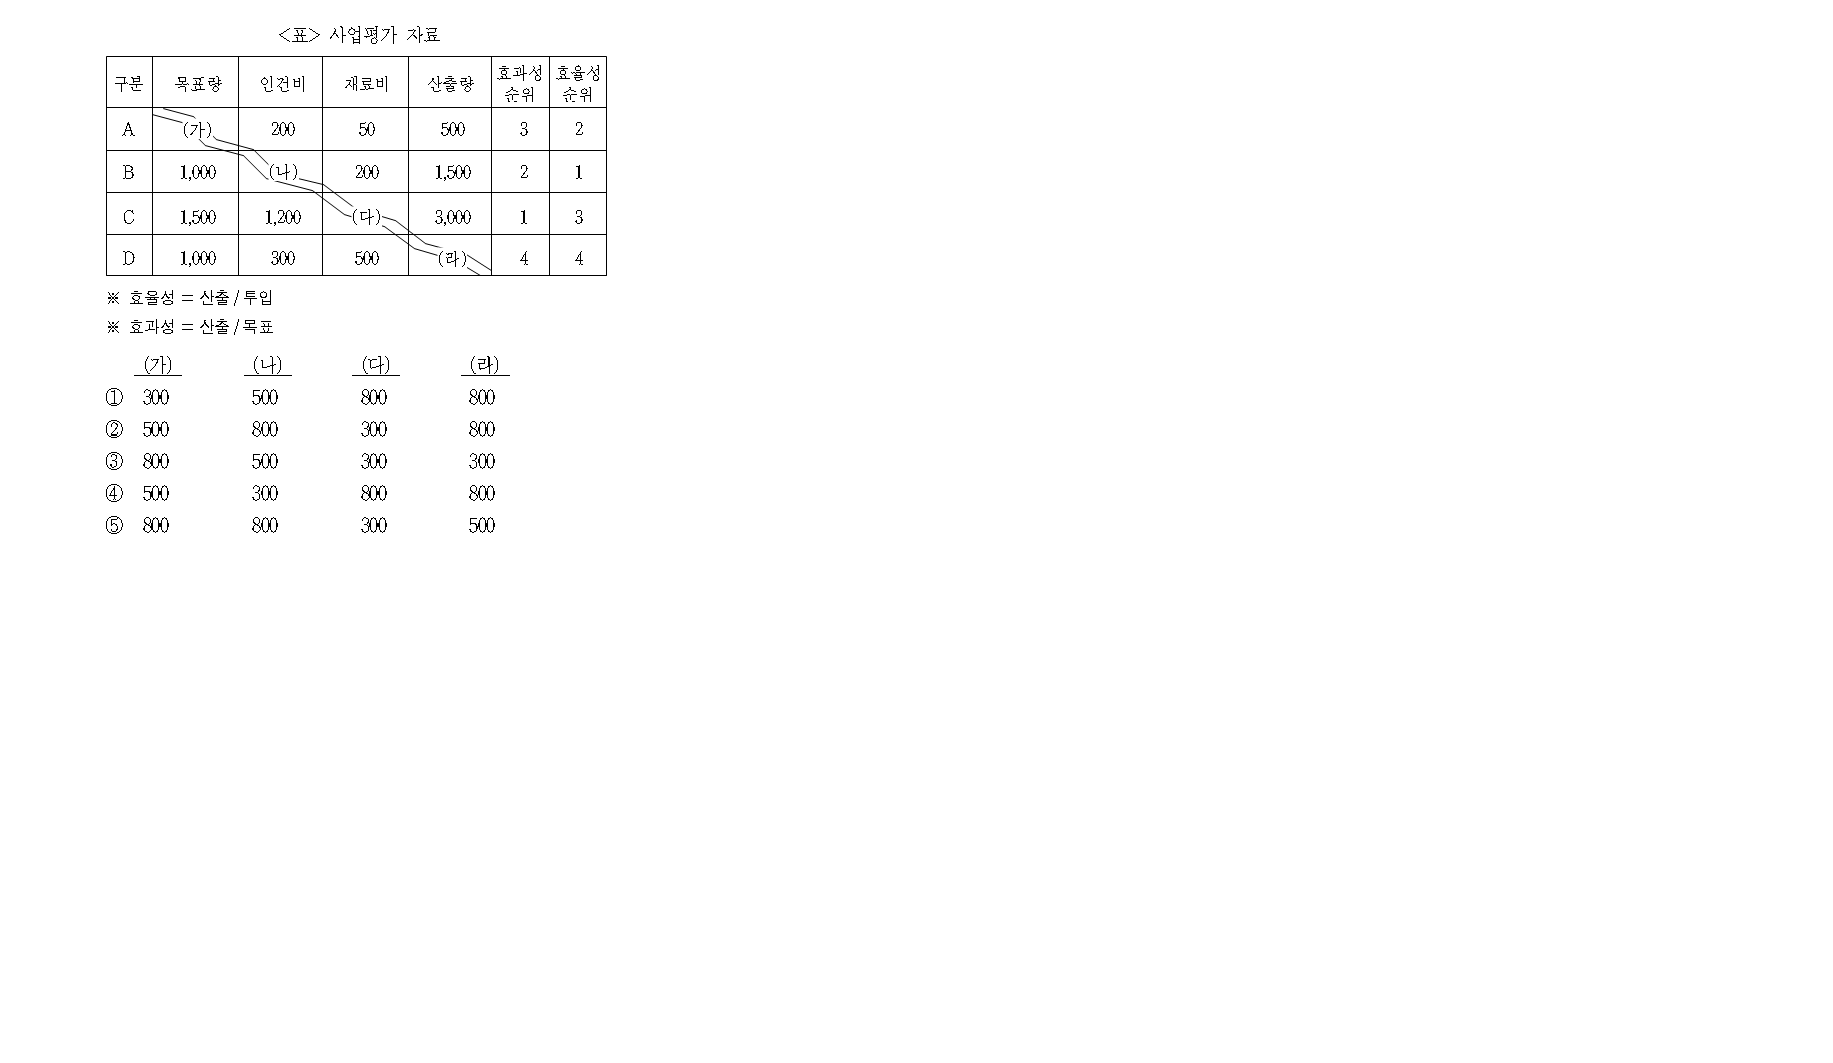 <표> 사업평가 자료
구분 목표량 인건비 재료비 산출량 효과성 순위 효율성 순위
A (가) 200 50 500 3 2
B 1,000 (나) 200 1,500 2 1
C 1,500 1,200 (다) 3,000 1 3
D 1,000 300 500 (라) 4 4
※ 효율성 = 산출 / 투입
※ 효과성 = 산출 / 목표
(가) (나) (다) (라)
① 300 500 800 800
② 500 800 300 800
③ 800 500 300 300
④ 500 300 800 800
⑤ 800 800 300 500